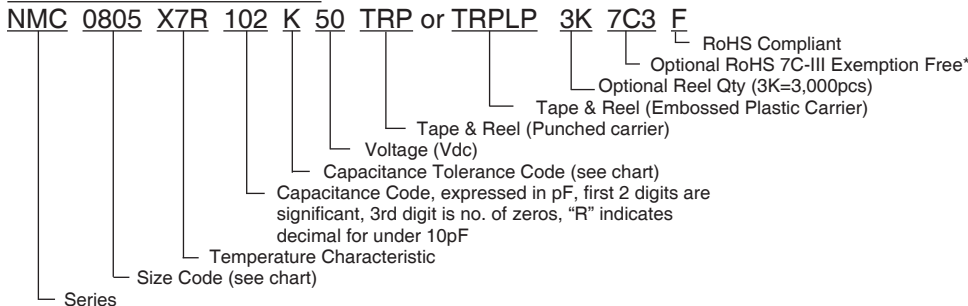 NMC 0805 X7R 102 K 50 TRP or TRPLP 3K 7C3 F
RoHS Compliant
Optional RoHS 7C-III Exemption Free*
Optional Reel Qty (3K=3,000pcs)
Tape & Reel (Embossed Plastic Carrier)
Tape & Reel (Punched carrier)
Voltage (Vdc)
Capacitance Tolerance Code (see chart)
Capacitance Code, expressed in pF, first 2 digits are
significant, 3rd digit is no. of zeros, “R” indicates
decimal for under 10pF
Temperature Characteristic
Size Code (see chart)
Series